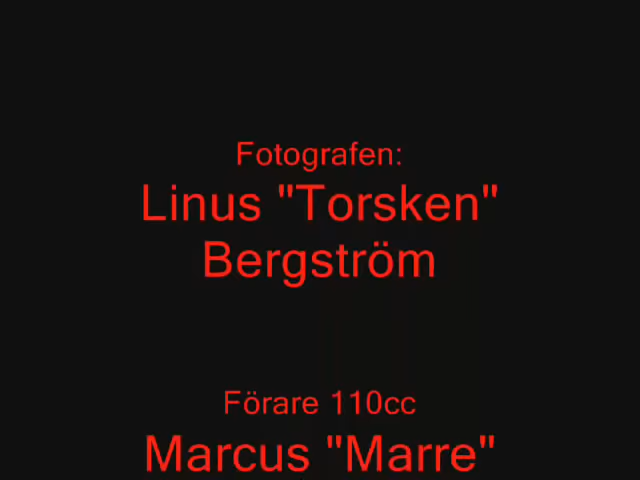 Fotografen:
Linus "Torsken"
Bergström
Förare 110cc
Marcus "Marre"